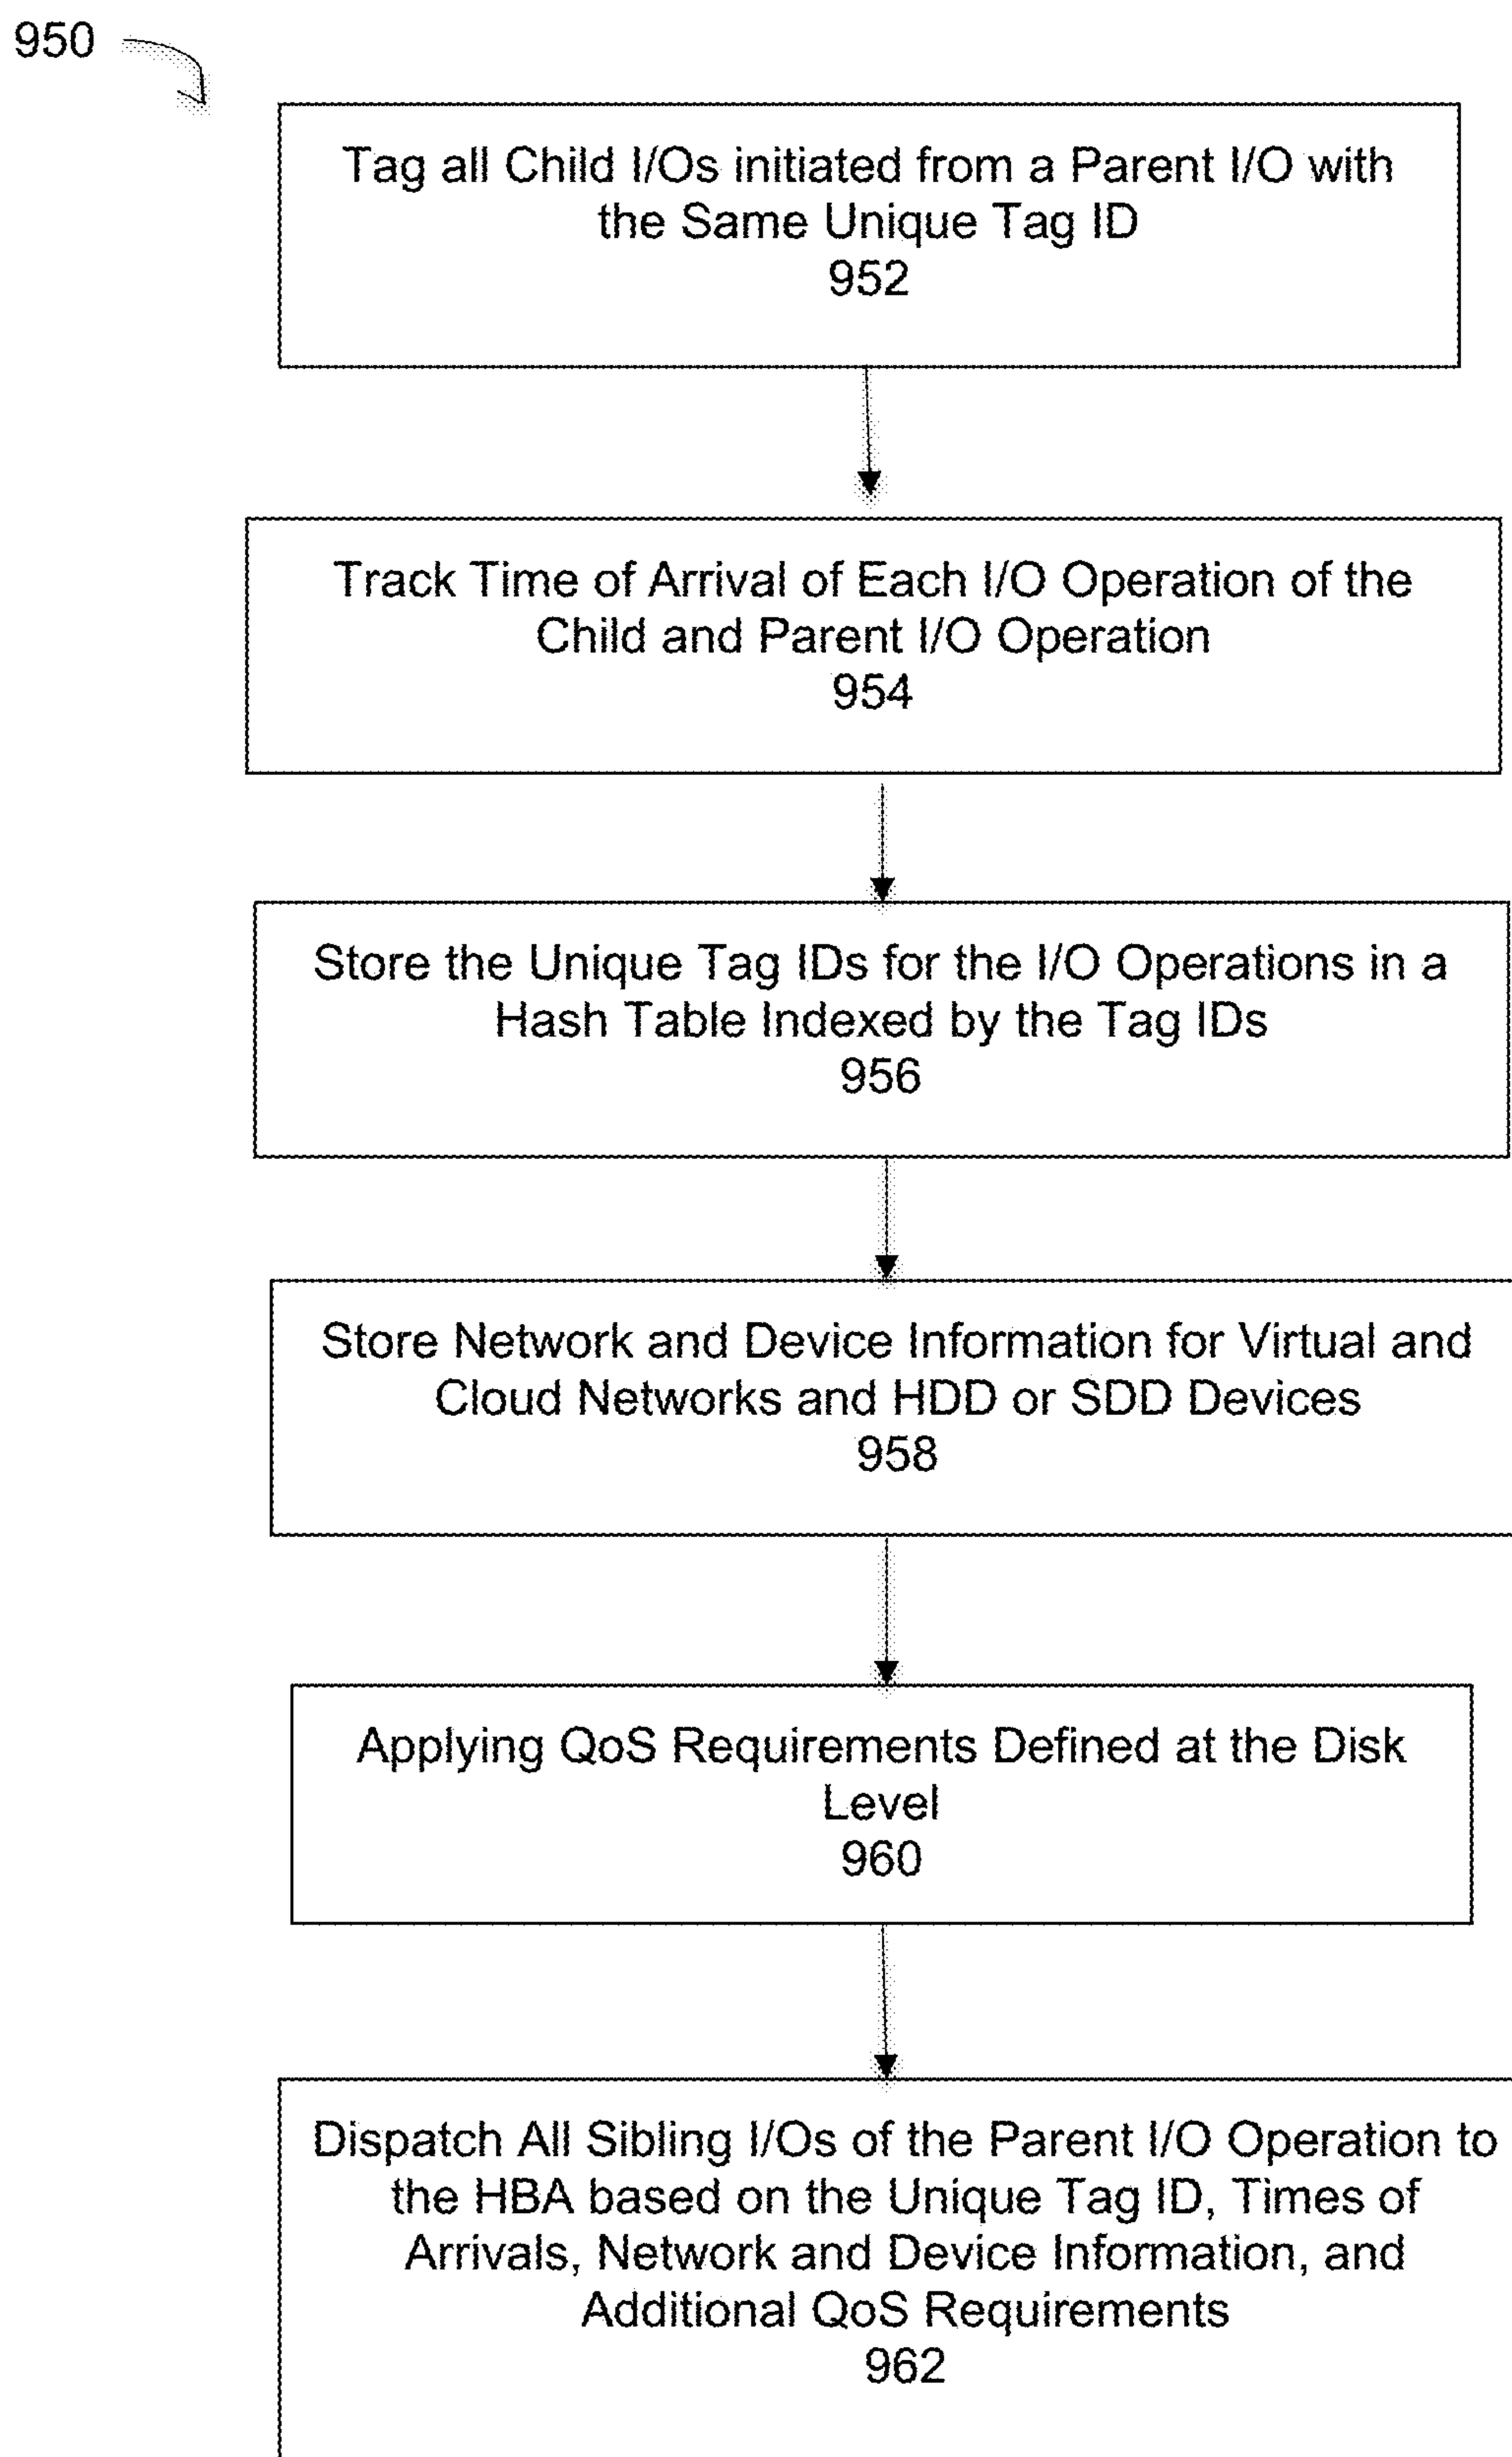 950
Tag all Child I/Os initiated from a Parent I/O with
the Same Unique Tag ID
952
Track Time of Arrival of Each I/O Operation of the
Child and Parent I/O Operation
954
Store the Unique Tag IDs for the I/O Operations in a
Hash Table Indexed by the Tag IDs
956
Store Network and Device Information for Virtual and
Cloud Networks and HDD or SDD Devices
958
Applying QoS Requirements Defined at the Disk
Level
960
Dispatch All Sibling I/Os of the Parent I/O Operation to
the HBA based on the Unique Tag ID, Times of
Arrivals, Network and Device Information, and
Additional QoS Requirements
962